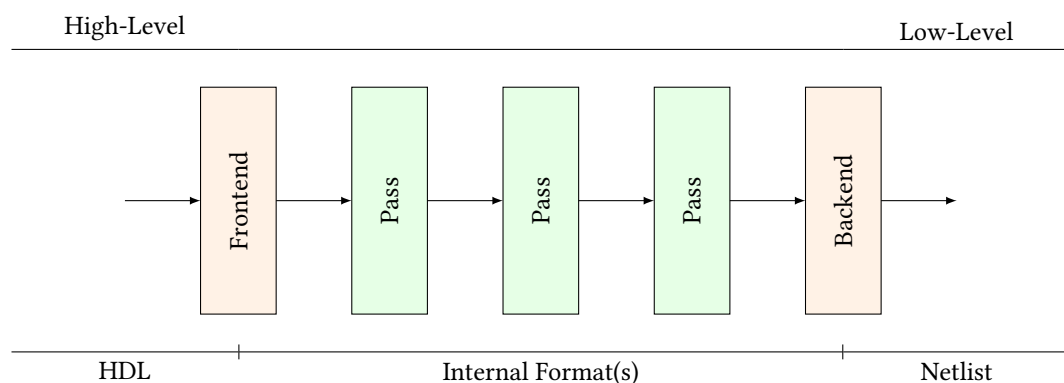 High-Level
Low-Level
Frontend
Pass
Pass
Pass
Backend
HDL
Internal Format(s)
Netlist